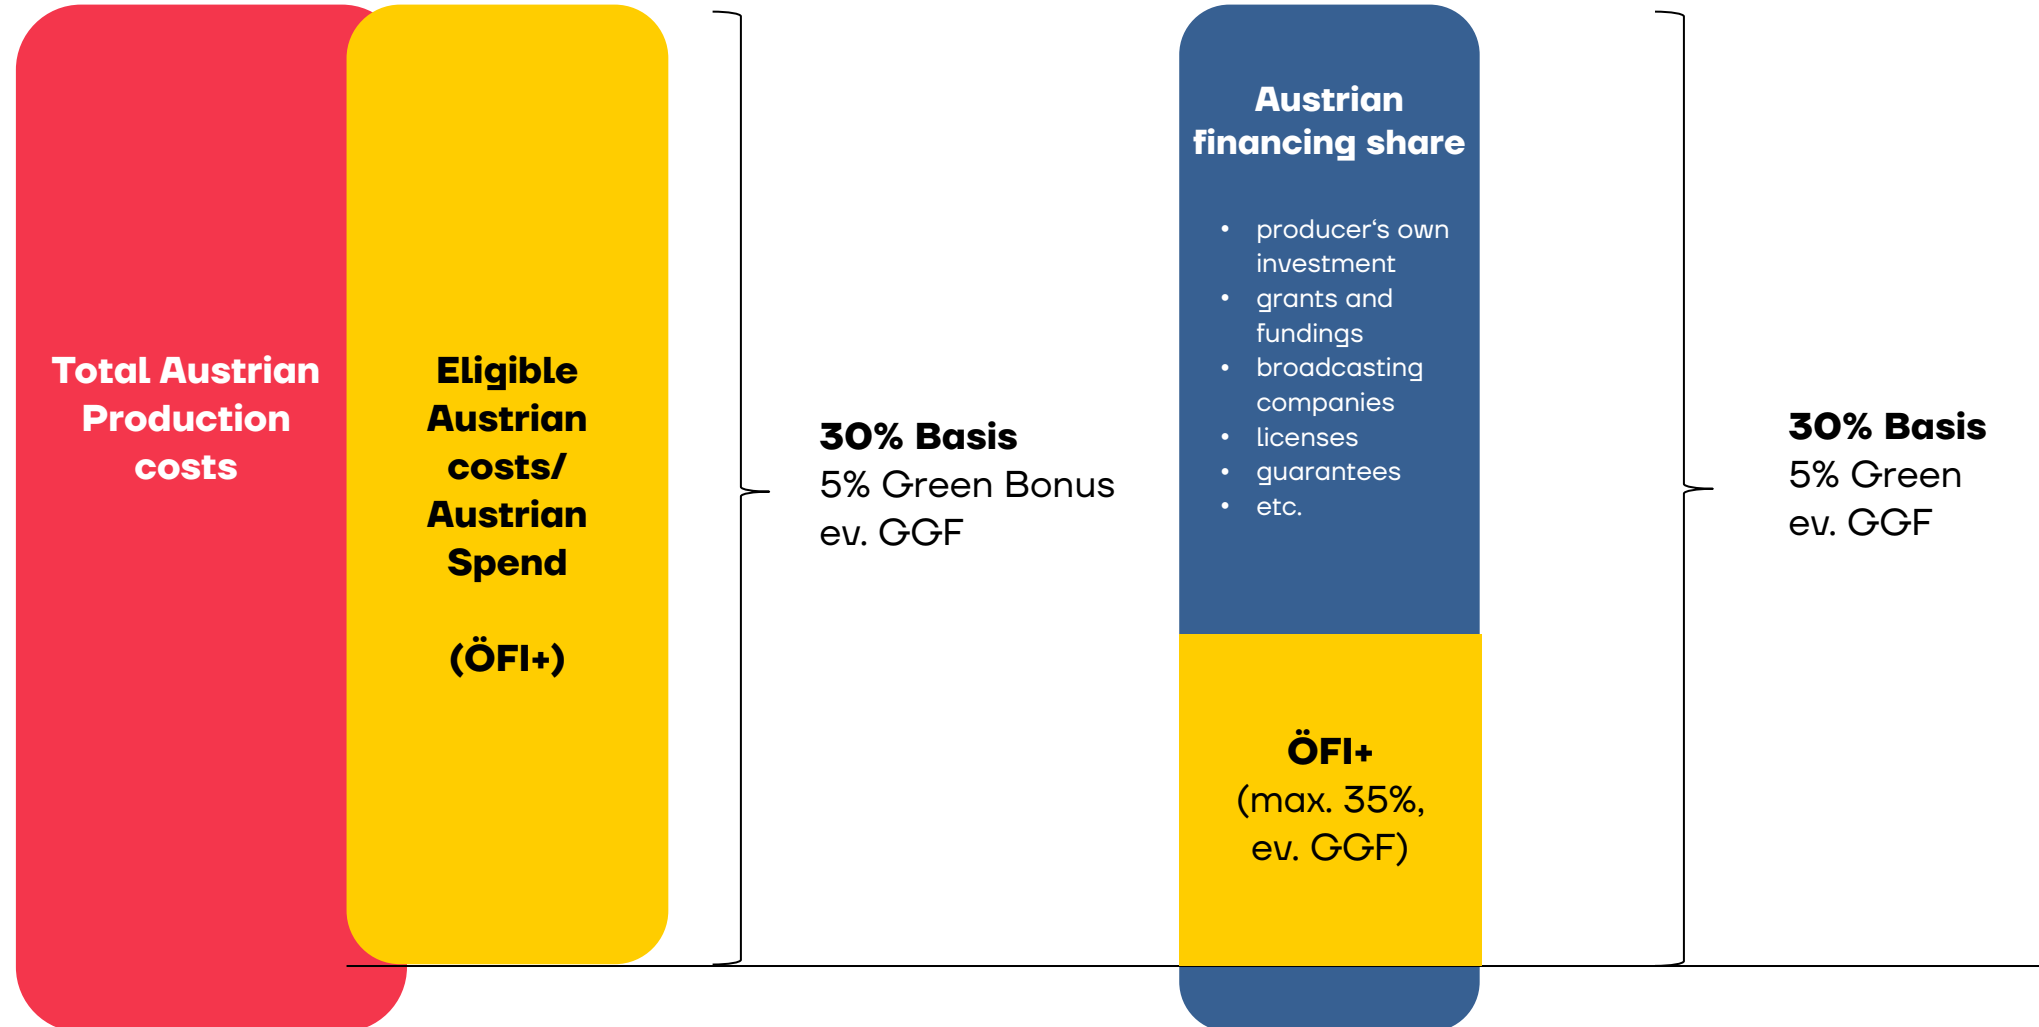 Total Austrian
Production
costs
Eligible
Austrian
costs/
Austrian
Spend
(ÖFI+)
30% Basis
5% Green Bonus
ev. GGF
Austrian
financing share
• producer‘s own
investment
• grants and
fundings
• broadcasting
companies
• licenses
• guarantees
• etc.
ÖFI+
(max. 35%,
ev. GGF)
30% Basis
5% Green
ev. GGF